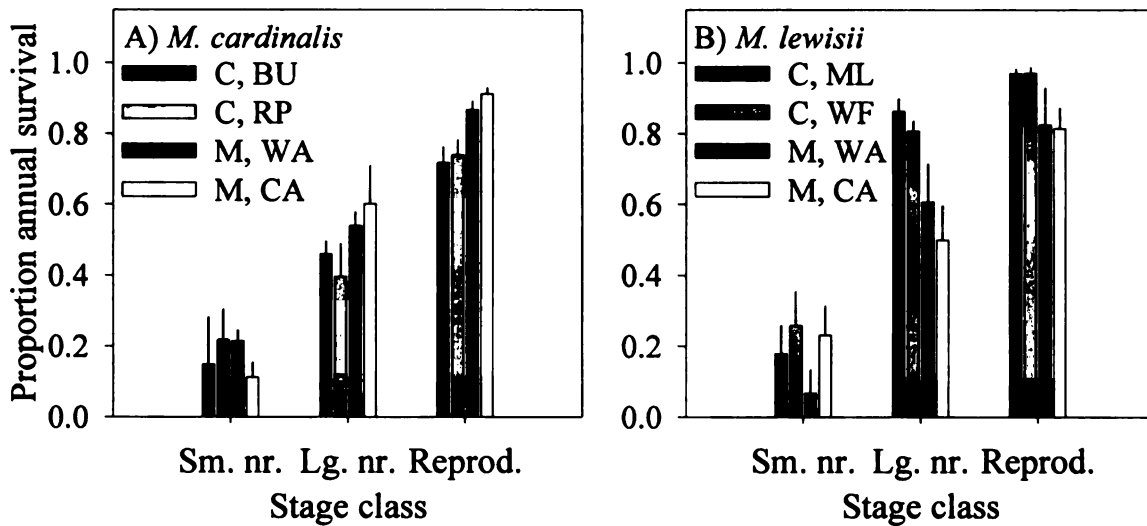 Proportion annual survival
A) M. cardinalis
C, BU
C, RP
M, WA
M, CA
1.0
0.8
0.6
0.4
0.2
0.0
Sm. nr. Lg. nr. Reprod.
Stage class
B) M. lewisii
C, ML
C, WF
M, WA
M, CA
1.0
0.8
0.6
0.4
0.2
0.0
Sm. nr. Lg. nr. Reprod.
Stage class